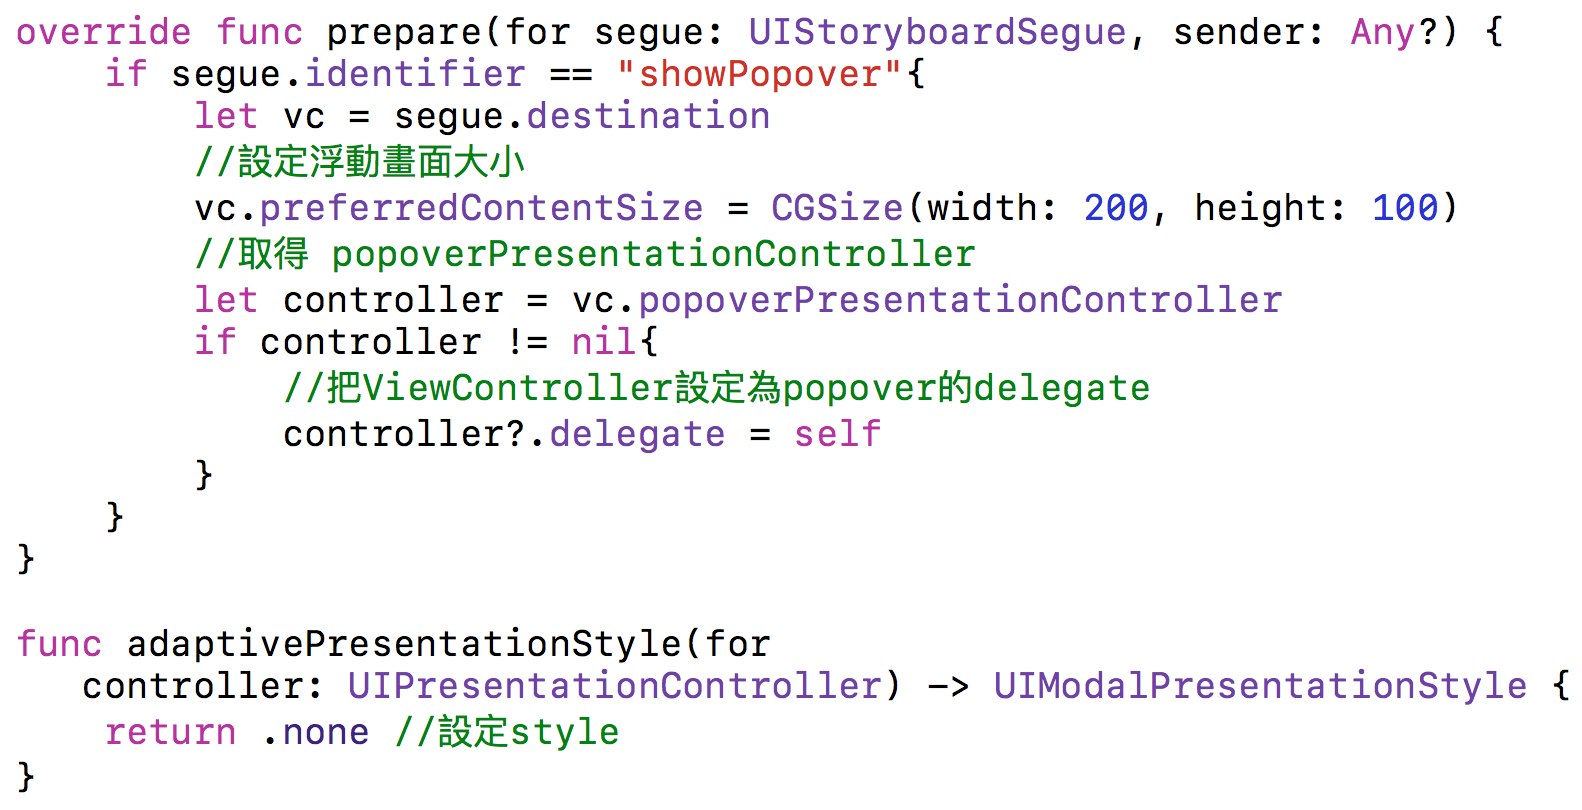 override func prepare(for segue: UIStoryboardSegue, sender: Any?) {
    if segue.identifier == "showPopover"{
        let vc = segue.destination
        //設定浮動畫面大小
        vc.preferredContentSize = CGSize(width: 200, height: 100)
        //取得 popoverPresentationController
        let controller = vc.popoverPresentationController
        if controller != nil{
            //把ViewController設定為popover的delegate
            controller?.delegate = self
        }
    }
}

func adaptivePresentationStyle(for
   controller: UIPresentationController) -> UIModalPresentationStyle {
    return .none //設定style
}